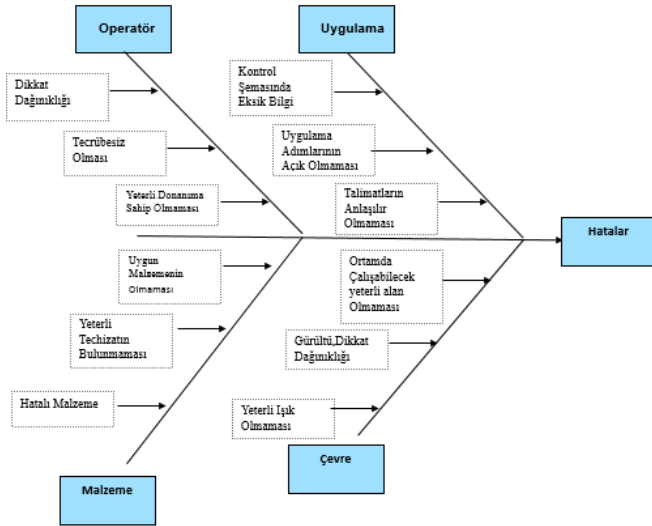 Operatör
Uygulama
Dikkat
Dağınıklığı
Tecrübesiz
Olması
Yeterli Donanıma
Sahip Olmaması
Kontrol
Şemasında
Eksik Bilgi
Uygulama
Adımlarının
Açık Olmaması
Talimatların
Anlaşılır
Olmaması
Hatalar
Uygun
Malzemenin
Olmaması
Yeterli
Techizatın
Bulunmaması
Hatalı Malzeme
Ortamda
Çalışabilecek
yeterli alan
Olmaması
Gürültü,Dikkat
Dağınıklığı
Yeterli Işık
Olmaması
Malzeme
Çevre